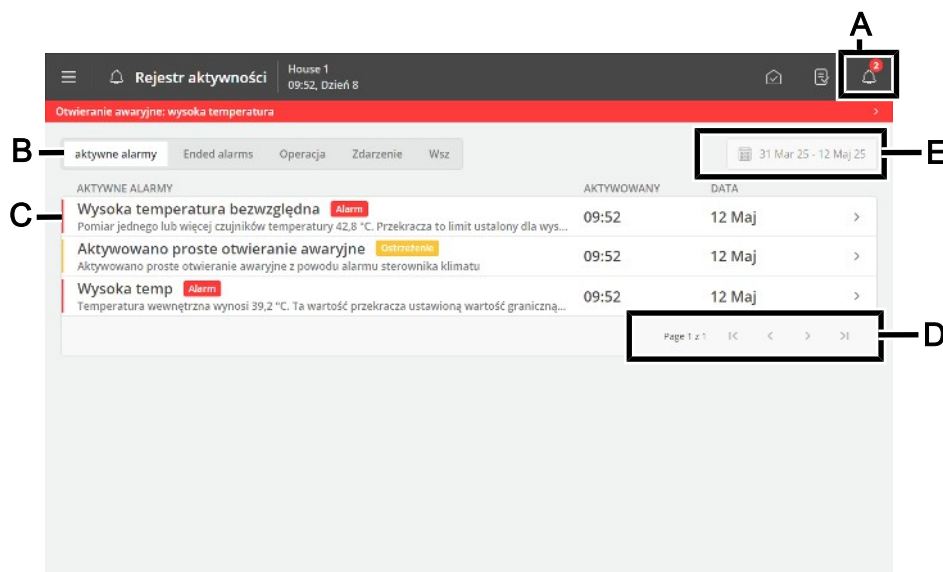 A
Rejestr aktywności
House 1
09:52, Dzień 8
2
Otwieranie awaryjne: wysoka temperatura
B
aktywne alarmy Ended alarms Operacja Zdarzenie Wsz
31 Mar 25 - 12 Maj 25
E
AKTYWNE ALARMY AKTYWOWANY DATA
C
Wysoka temperatura bezwzględna Alarm
Pomiar jednego lub więcej czujników temperatury 42,8 °C. Przekracza to limit ustalony dla wys...
09:52 12 Maj
Aktywowano proste otwieranie awaryjne Ostrzeżenie
Aktywowano proste otwieranie awaryjne z powodu alarmu sterownika klimatu
09:52 12 Maj
Wysoka temp Alarm
Temperatura wewnętrzna wynosi 39,2 °C. Ta wartość przekracza ustawioną wartość graniczną...
09:52 12 Maj
Page 1 z 1
D